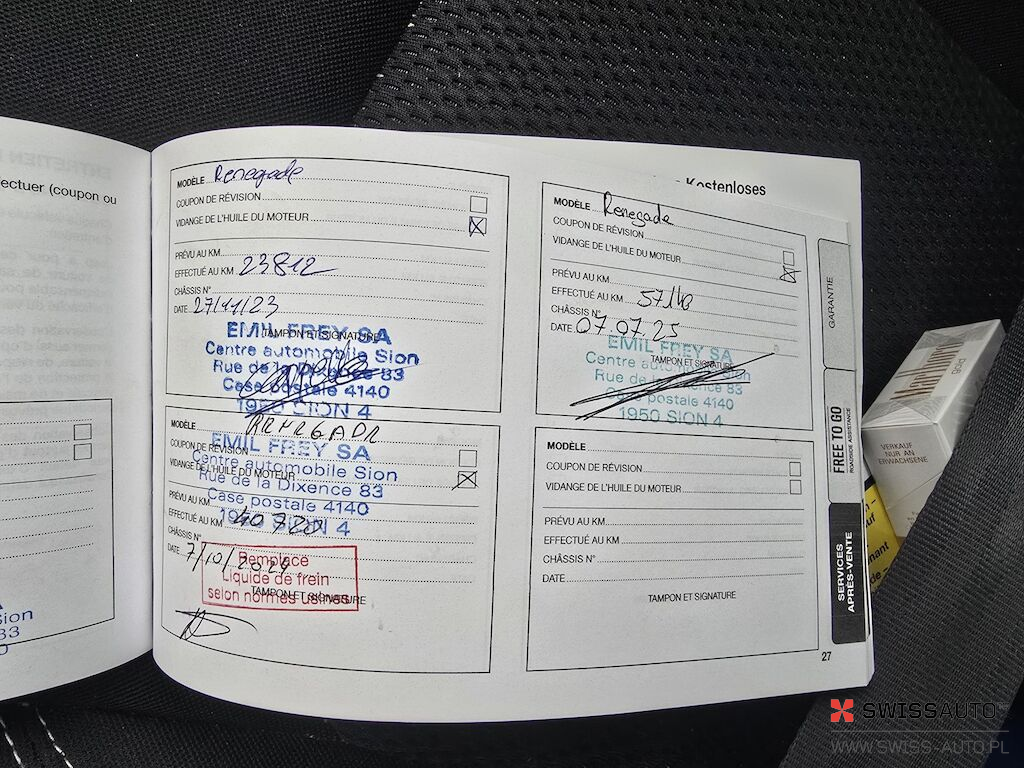 ectuer (coupon ou
Sion
Kostenloses
MODÈLE Renegade
COUPON DE RÉVISION
VIDANGE DE L'HUILE DU MOTEUR
PRÉVU AU KM
EFFECTUÉ AU KM 23812
CHÂSSIS N°
DATE 27/11/23
TAMPON ET SIGNATURE
EMIL FREY SA
Centre automobile Sion
Rue de la Dixence 83
Case postale 4140
1950 SION 4
MODÈLE
COUPON DE RÉVISION
VIDANGE DE L'HUILE DU MOTEUR
PRÉVU AU KM
EFFECTUÉ AU KM 40720
CHÂSSIS N°
DATE 7/10/2024
TAMPON ET SIGNATURE
EMIL FREY SA
Centre automobile Sion
Rue de la Dixence 83
Case postale 4140
1950 SION 4
Remplacé
Liquide de frein
selon normes usines
MODÈLE Renegade
COUPON DE RÉVISION
VIDANGE DE L'HUILE DU MOTEUR
PRÉVU AU KM
EFFECTUÉ AU KM
CHÂSSIS N°
DATE 07.07.25
TAMPON ET SIGNATURE
EMIL FREY SA
Centre automobile Sion
Rue de la Dixence 83
Case postale 4140
1950 SION 4
MODÈLE
COUPON DE RÉVISION
VIDANGE DE L'HUILE DU MOTEUR
PRÉVU AU KM
EFFECTUÉ AU KM
CHÂSSIS N°
DATE
TAMPON ET SIGNATURE
27
GARANTIE
FREE TO GO
ROADSIDE ASSISTANCE
SERVICES
APRÈS-VENTE
Marlboro
VERKAUF
NUR AN
ERWACHSENE
SWISSAUTO
WWW.SWISS-AUTO.PL